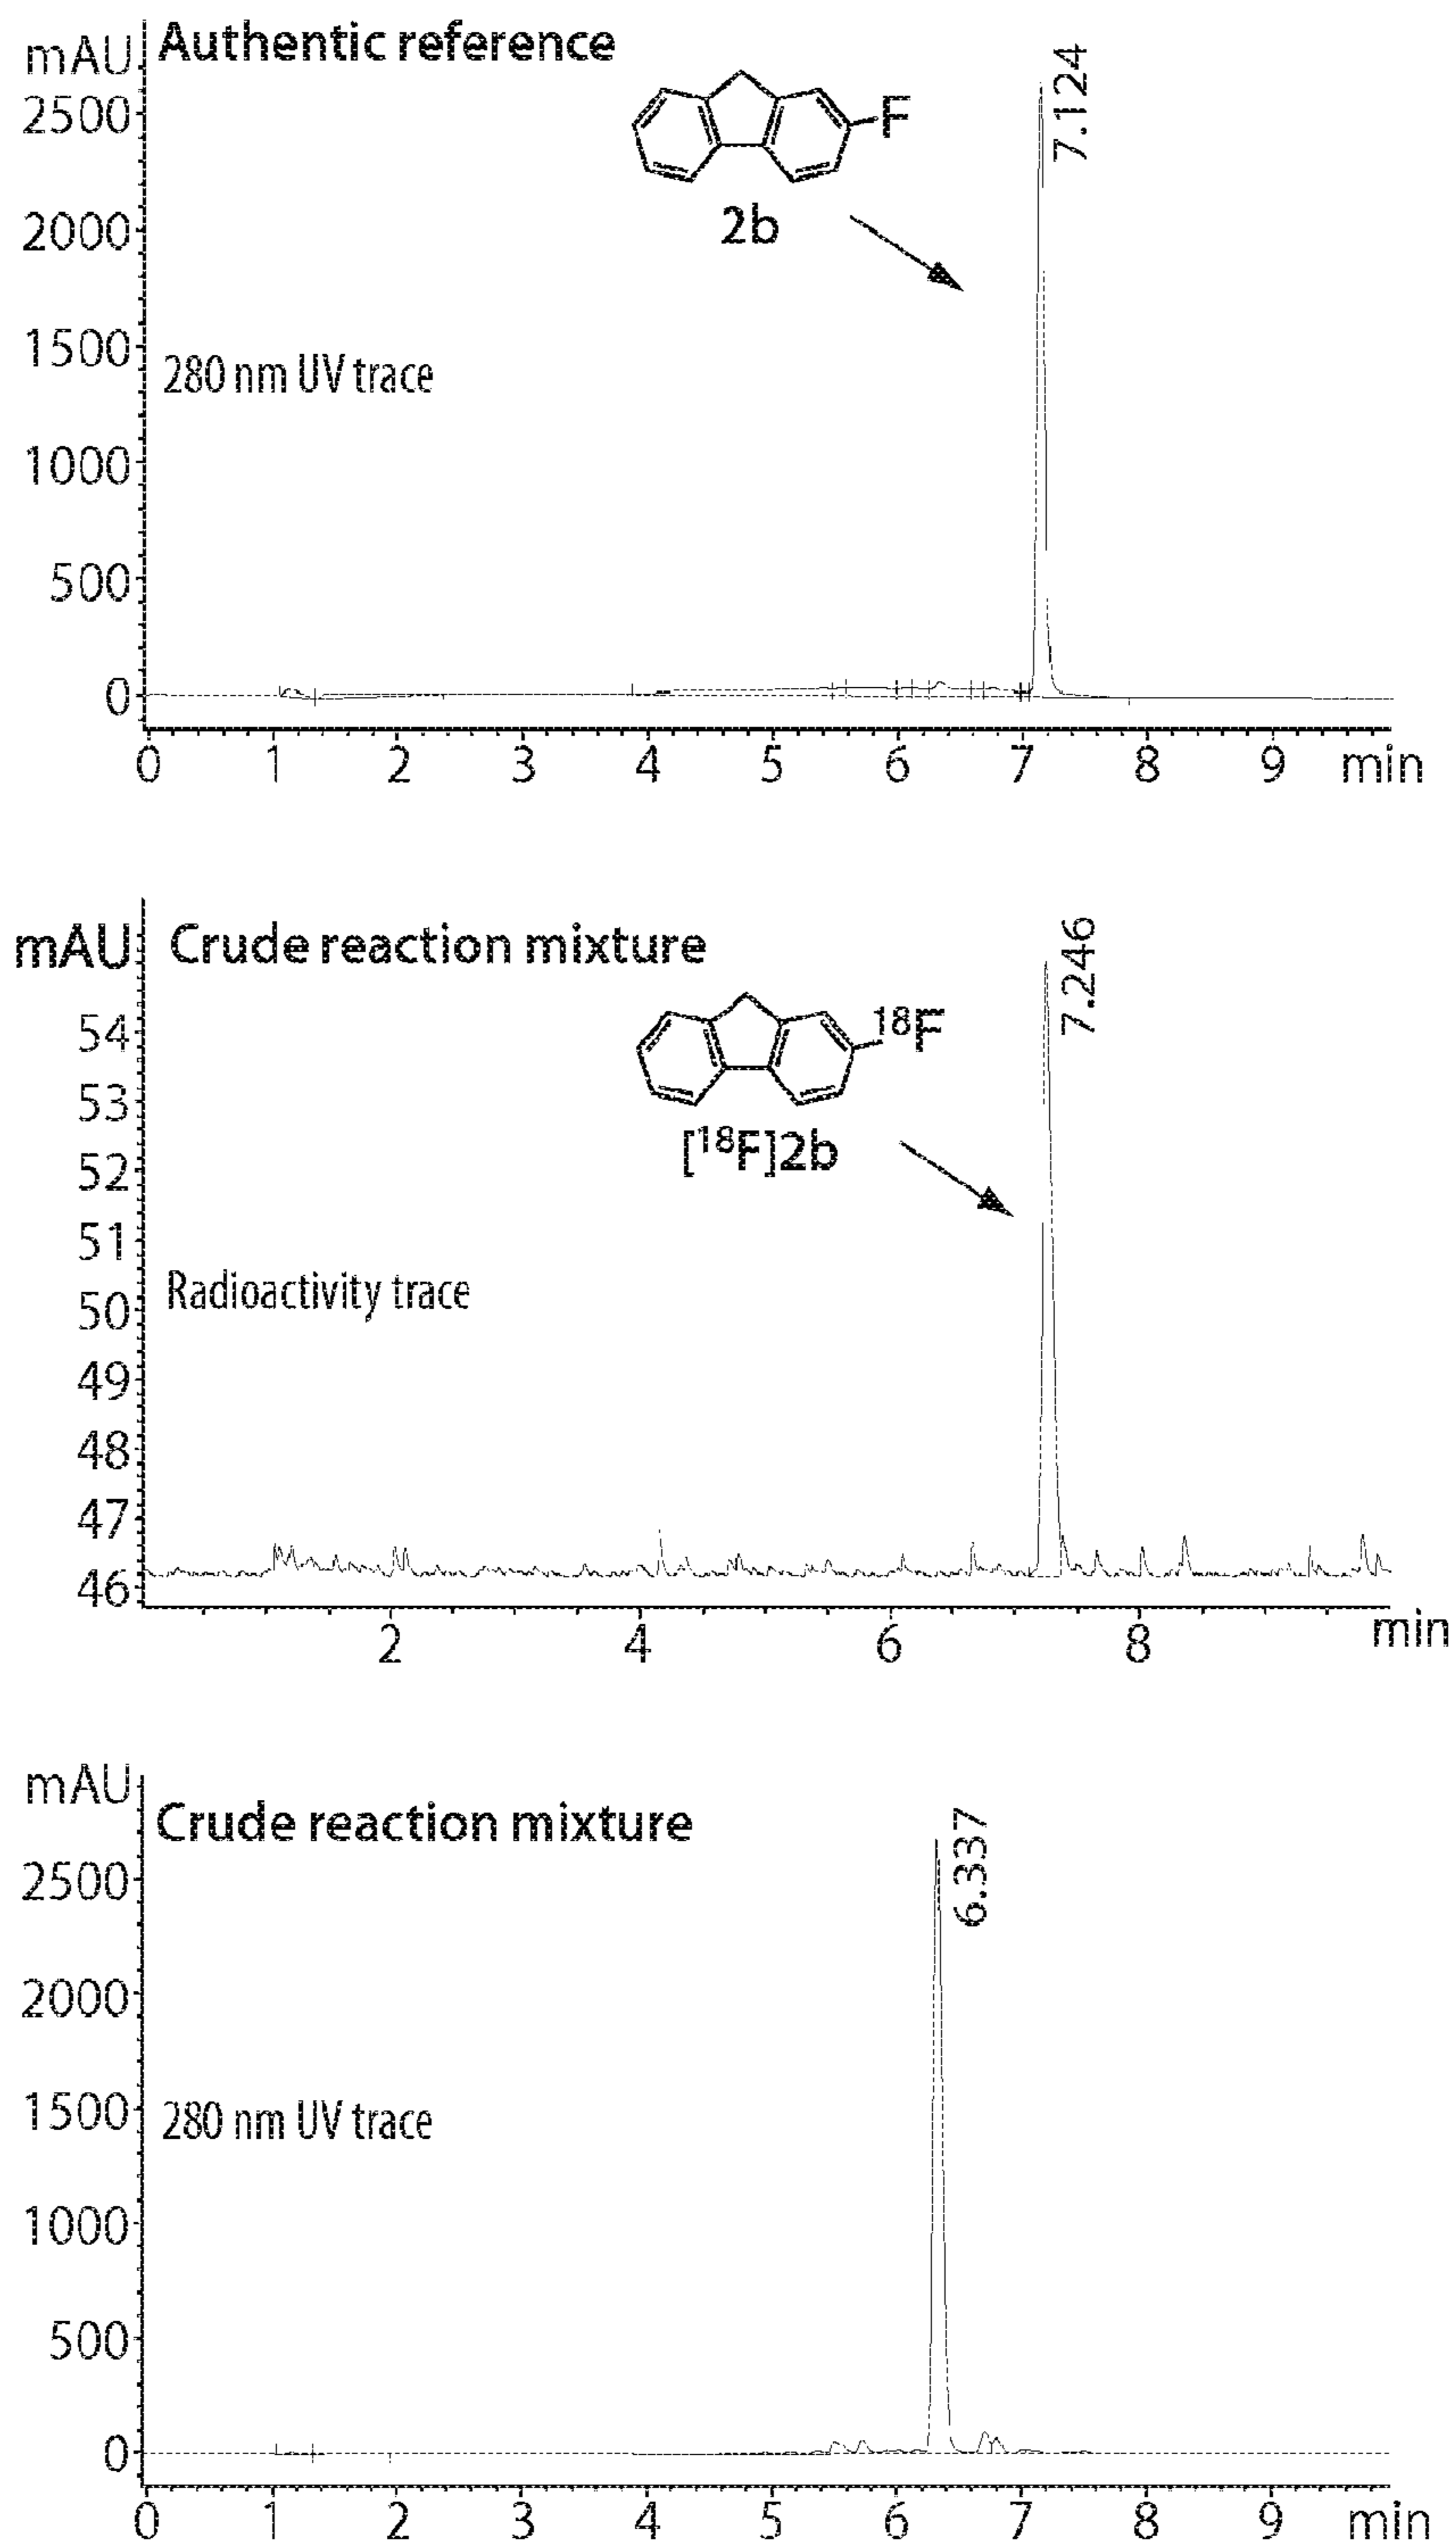 mAU
Authentic reference
2500
2000
1500
1000
500
0
F
2b
7.124
280 nm UV trace
0 1 2 3 4 5 6 7 8 9 min
mAU
Crude reaction mixture
54
53
52
51
50
49
48
47
46
¹⁸F
[¹⁸F]2b
7.246
Radioactivity trace
2 4 6 8 min
mAU
Crude reaction mixture
2500
2000
1500
1000
500
0
6.337
280 nm UV trace
0 1 2 3 4 5 6 7 8 9 min